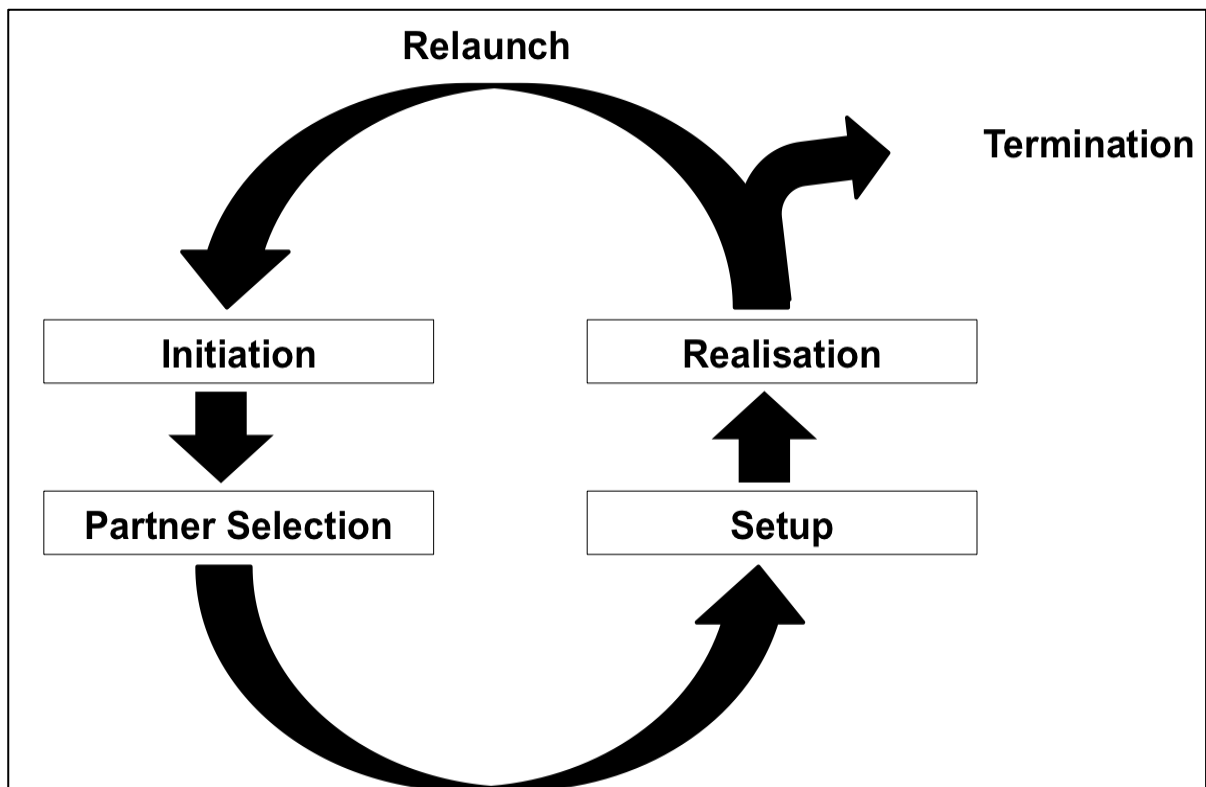 Relaunch
Termination
Initiation
Realisation
Partner Selection
Setup